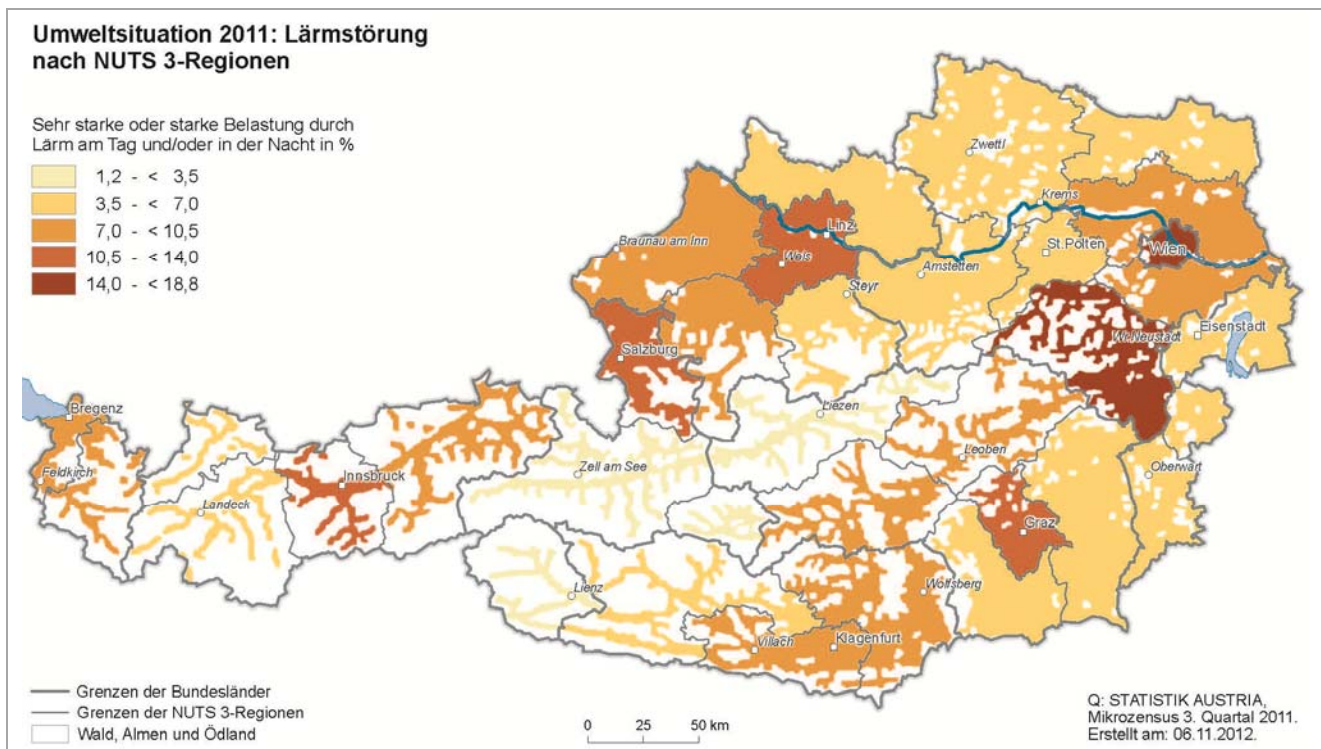 Umweltsituation 2011: Lärmstörung
nach NUTS 3-Regionen
Sehr starke oder starke Belastung durch
Lärm am Tag und/oder in der Nacht in %
1,2 - < 3,5
3,5 - < 7,0
7,0 - < 10,5
10,5 - < 14,0
14,0 - < 18,8
Zwettl
Krems
Linz
Wien
Braunau am Inn
Wels
St.Pölten
Amstetten
Steyr
Eisenstadt
Wr.Neustadt
Salzburg
Bregenz
Liezen
Leoben
Feldkirch
Innsbruck
Zell am See
Oberwart
Landeck
Graz
Lienz
Wolfsberg
Villach
Klagenfurt
Grenzen der Bundesländer
Grenzen der NUTS 3-Regionen
Wald, Almen und Ödland
0 25 50 km
Q: STATISTIK AUSTRIA,
Mikrozensus 3. Quartal 2011.
Erstellt am: 06.11.2012.